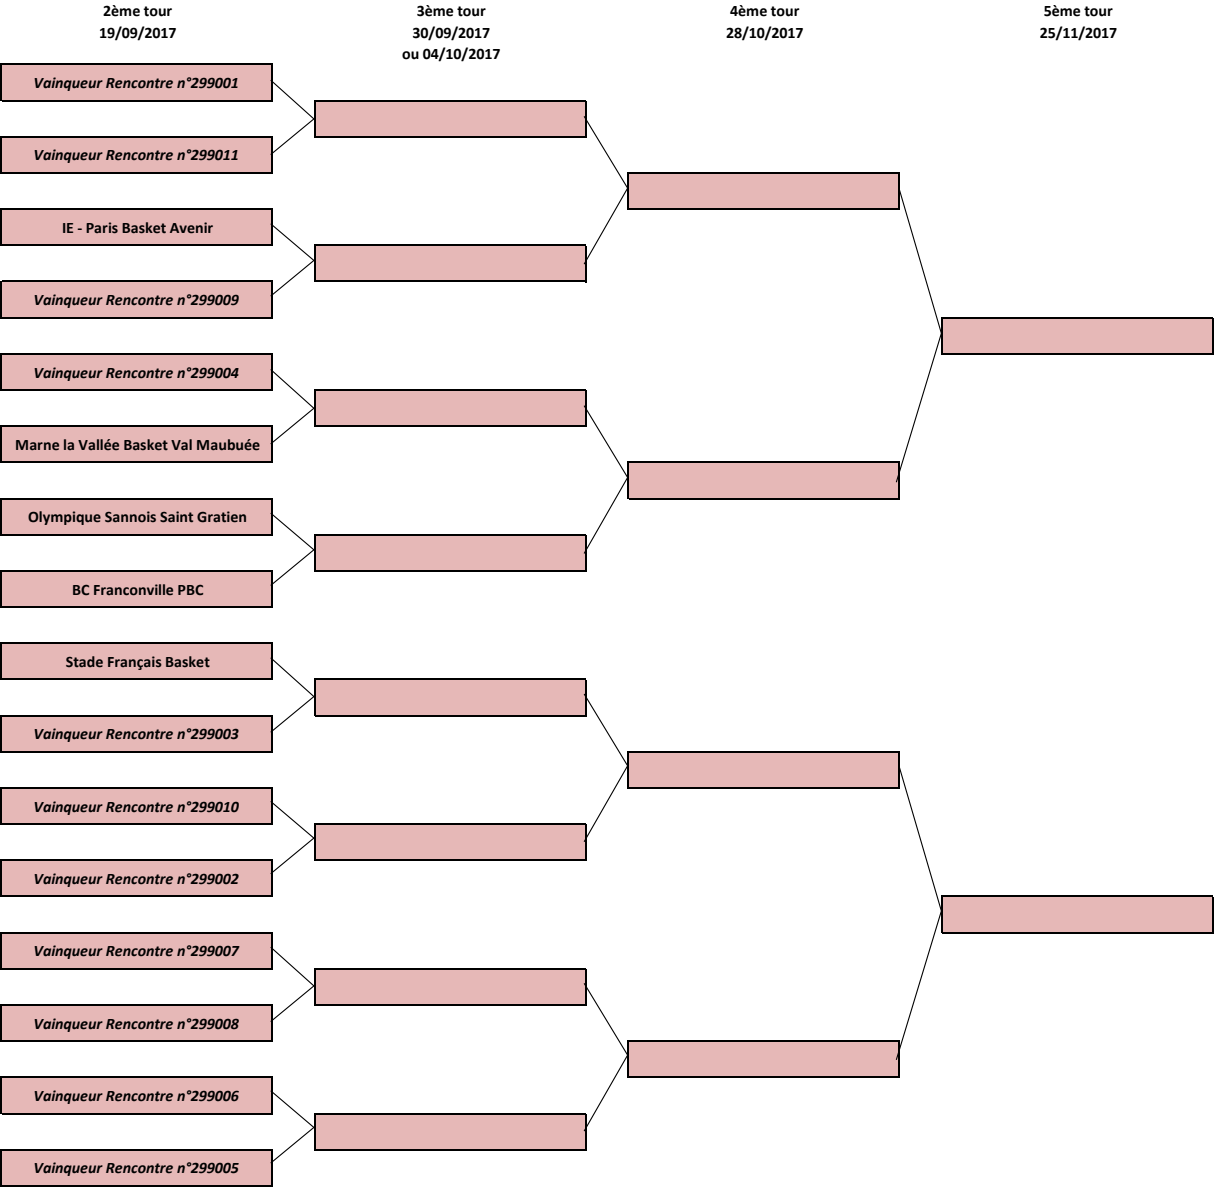 2ème tour
19/09/2017
3ème tour
30/09/2017
ou 04/10/2017
4ème tour
28/10/2017
5ème tour
25/11/2017
Vainqueur Rencontre n°299001
Vainqueur Rencontre n°299011
IE - Paris Basket Avenir
Vainqueur Rencontre n°299009
Vainqueur Rencontre n°299004
Marne la Vallée Basket Val Maubuée
Olympique Sannois Saint Gratien
BC Franconville PBC
Stade Français Basket
Vainqueur Rencontre n°299003
Vainqueur Rencontre n°299010
Vainqueur Rencontre n°299002
Vainqueur Rencontre n°299007
Vainqueur Rencontre n°299008
Vainqueur Rencontre n°299006
Vainqueur Rencontre n°299005